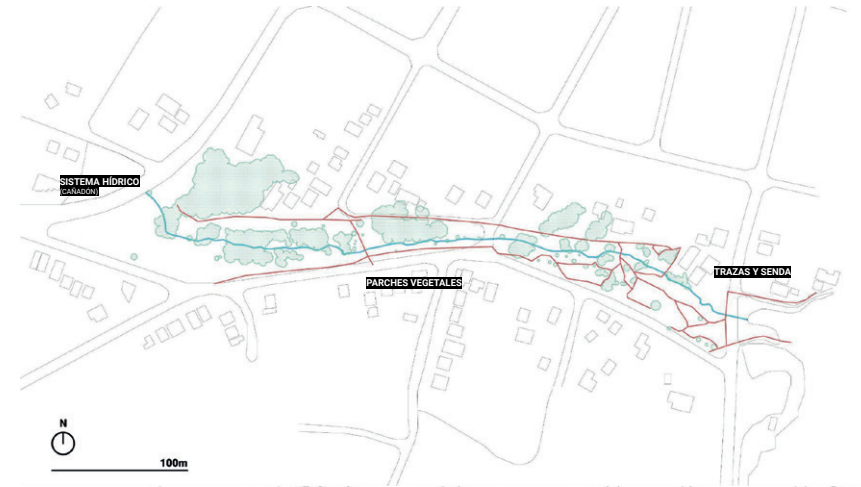 SISTEMA HÍDRICO
(CAÑADÓN)
TRAZAS Y SENDA
PARCHES VEGETALES
N
100m